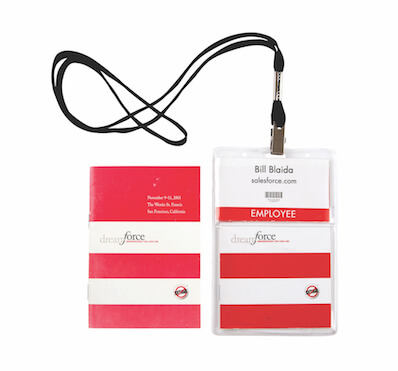 November 9-11, 2003
The Westin St. Francis
San Francisco, California
dreamforce
Bill Blaida
salesforce.com
EMPLOYEE
dreamforce